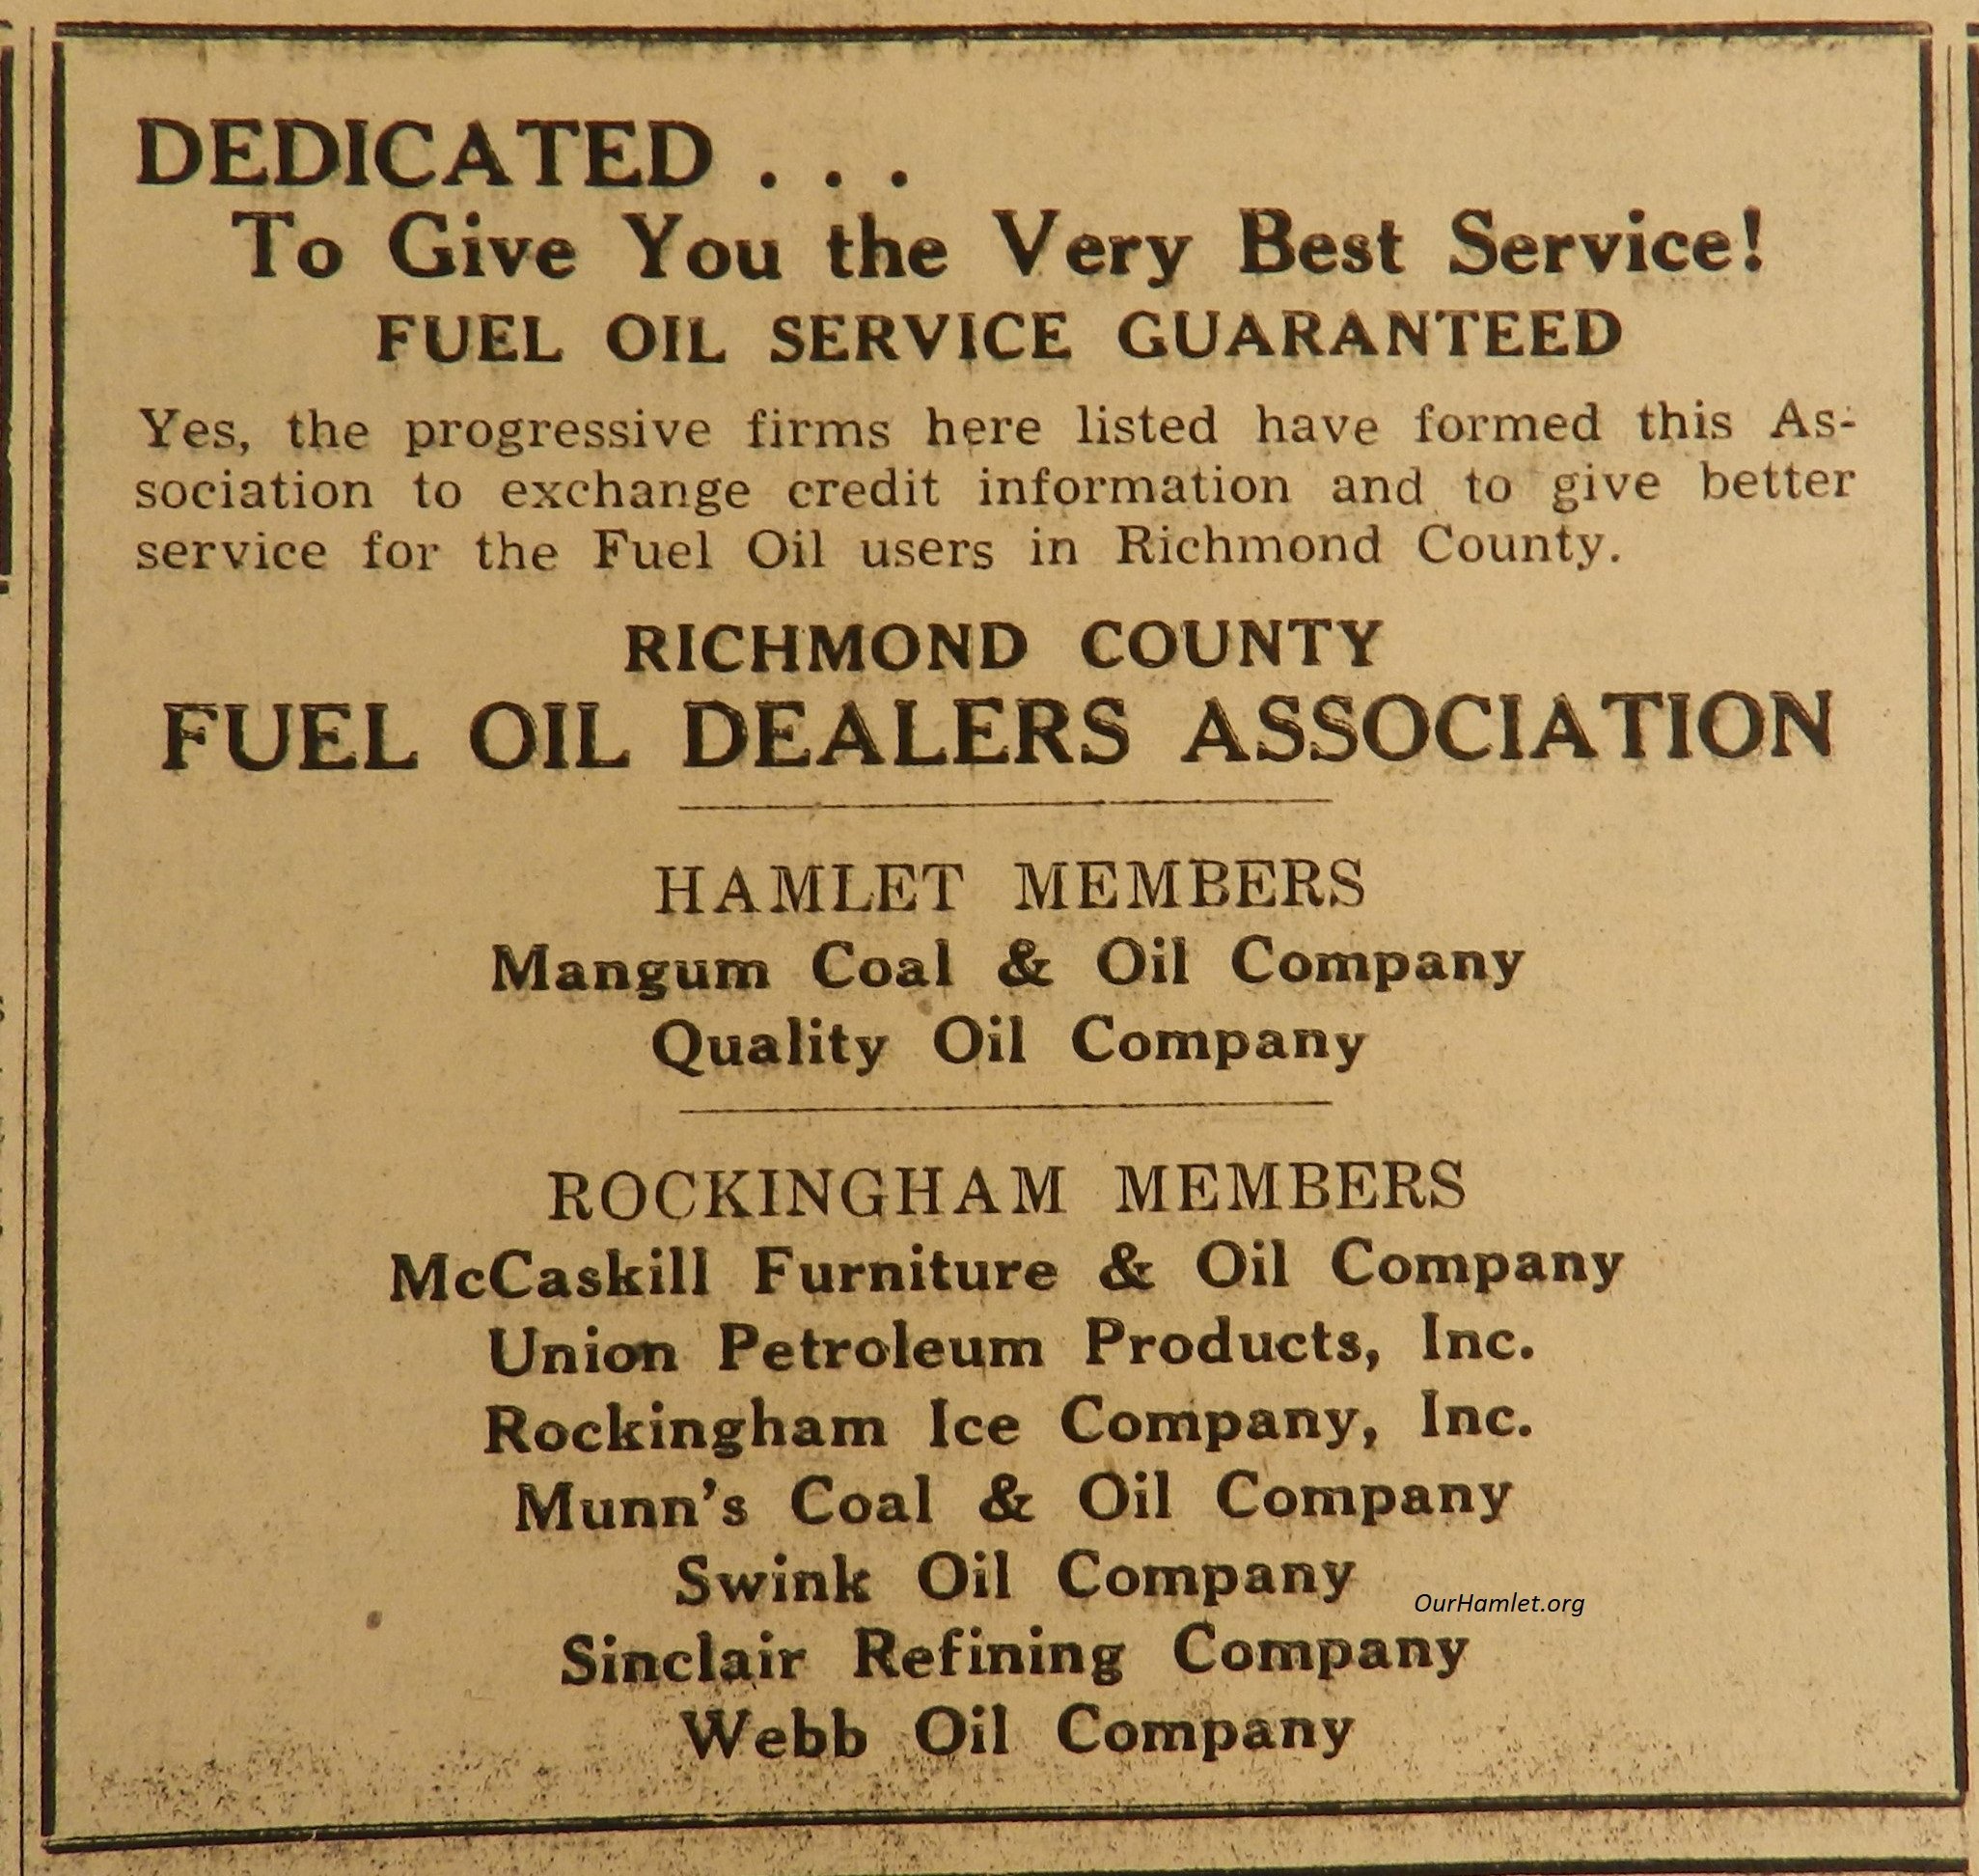 DEDICATED . . .
To Give You the Very Best Service!
FUEL OIL SERVICE GUARANTEED
Yes, the progressive firms here listed have formed this As-
sociation to exchange credit information and to give better
service for the Fuel Oil users in Richmond County.
RICHMOND COUNTY
FUEL OIL DEALERS ASSOCIATION
HAMLET MEMBERS
Mangum Coal & Oil Company
Quality Oil Company
ROCKINGHAM MEMBERS
McCaskill Furniture & Oil Company
Union Petroleum Products, Inc.
Rockingham Ice Company, Inc.
Munn's Coal & Oil Company
Swink Oil Company
OurHamlet.org
Sinclair Refining Company
Webb Oil Company